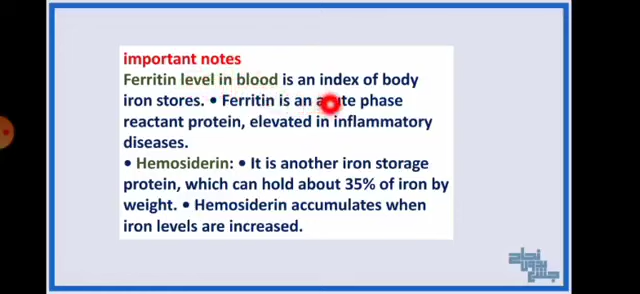 important notes
Ferritin level in blood is an index of body
iron stores. • Ferritin is an acute phase
reactant protein, elevated in inflammatory
diseases.
• Hemosiderin: • It is another iron storage
protein, which can hold about 35% of iron by
weight. • Hemosiderin accumulates when
iron levels are increased.